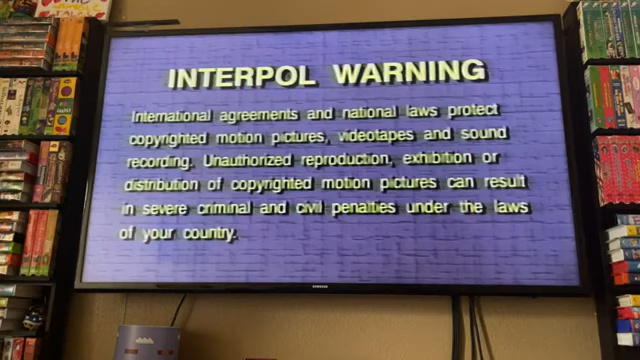 INTERPOL WARNING
International agreements and national laws protect
copyrighted motion pictures, videotapes and sound
recording. Unauthorized reproduction, exhibition or
distribution of copyrighted motion pictures can result
in severe criminal and civil penalties under the laws
of your country.
SAMSUNG